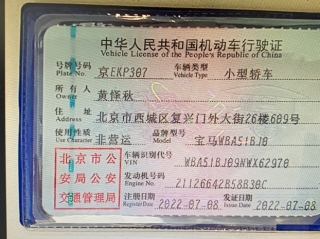 中华人民共和国机动车行驶证
Vehicle License of the People's Republic of China
号牌号码 Plate No. 京EKP307 车辆类型 Vehicle Type 小型轿车
所有人 Owner 黄恽秋
住址 Address 北京市西城区复兴门外大街26楼609号
使用性质 Use Character 非营运 品牌型号 Model 宝马WBA51BJ0
北京市公安局公安交通管理局
车辆识别代号 VIN WBA51BJ09NWX62970
发动机号码 Engine No. Z1126642B58B30C
注册日期 Register Date 2022-07-08 发证日期 Issue Date 2022-07-08